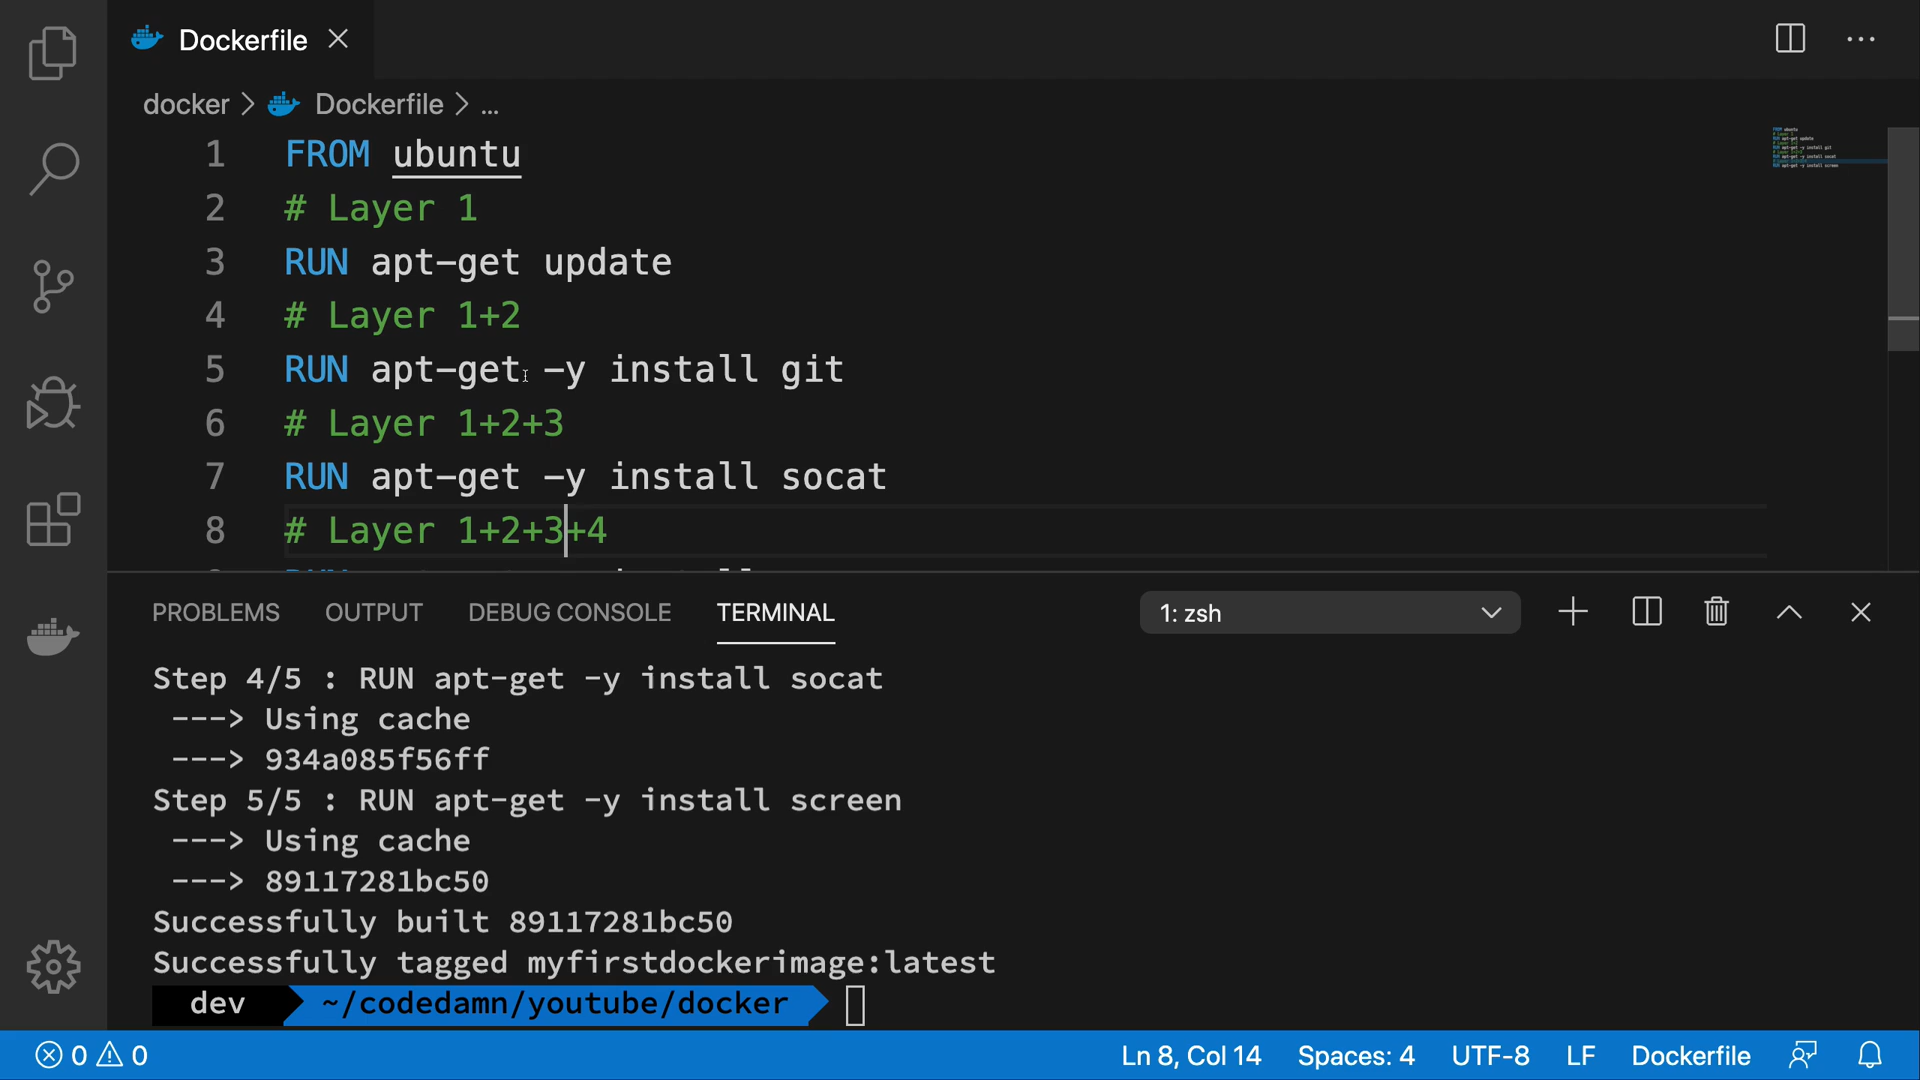 Dockerfile
docker > Dockerfile > ...
1 FROM ubuntu
2 # Layer 1
3 RUN apt-get update
4 # Layer 1+2
5 RUN apt-get -y install git
6 # Layer 1+2+3
7 RUN apt-get -y install socat
8 # Layer 1+2+3+4
PROBLEMS OUTPUT DEBUG CONSOLE TERMINAL 1: zsh
Step 4/5 : RUN apt-get -y install socat
---> Using cache
---> 934a085f56ff
Step 5/5 : RUN apt-get -y install screen
---> Using cache
---> 89117281bc50
Successfully built 89117281bc50
Successfully tagged myfirstdockerimage:latest
dev ~/codedamn/youtube/docker
0 0 Ln 8, Col 14 Spaces: 4 UTF-8 LF Dockerfile